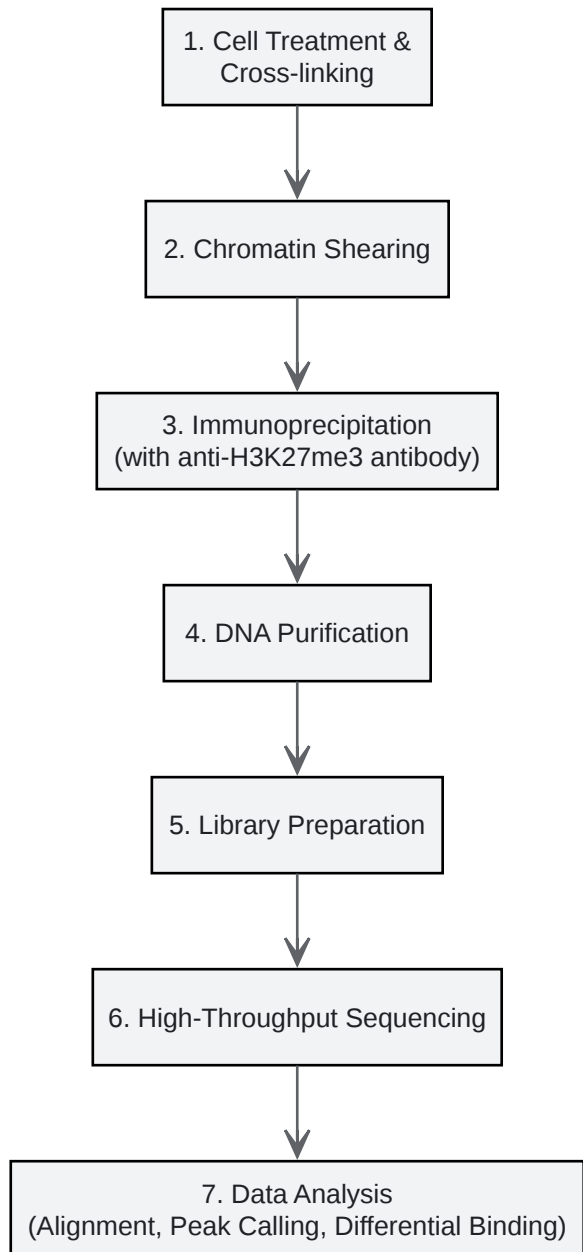 1. Cell Treatment &
Cross-linking
2. Chromatin Shearing
3. Immunoprecipitation
(with anti-H3K27me3 antibody)
4. DNA Purification
5. Library Preparation
6. High-Throughput Sequencing
7. Data Analysis
(Alignment, Peak Calling, Differential Binding)